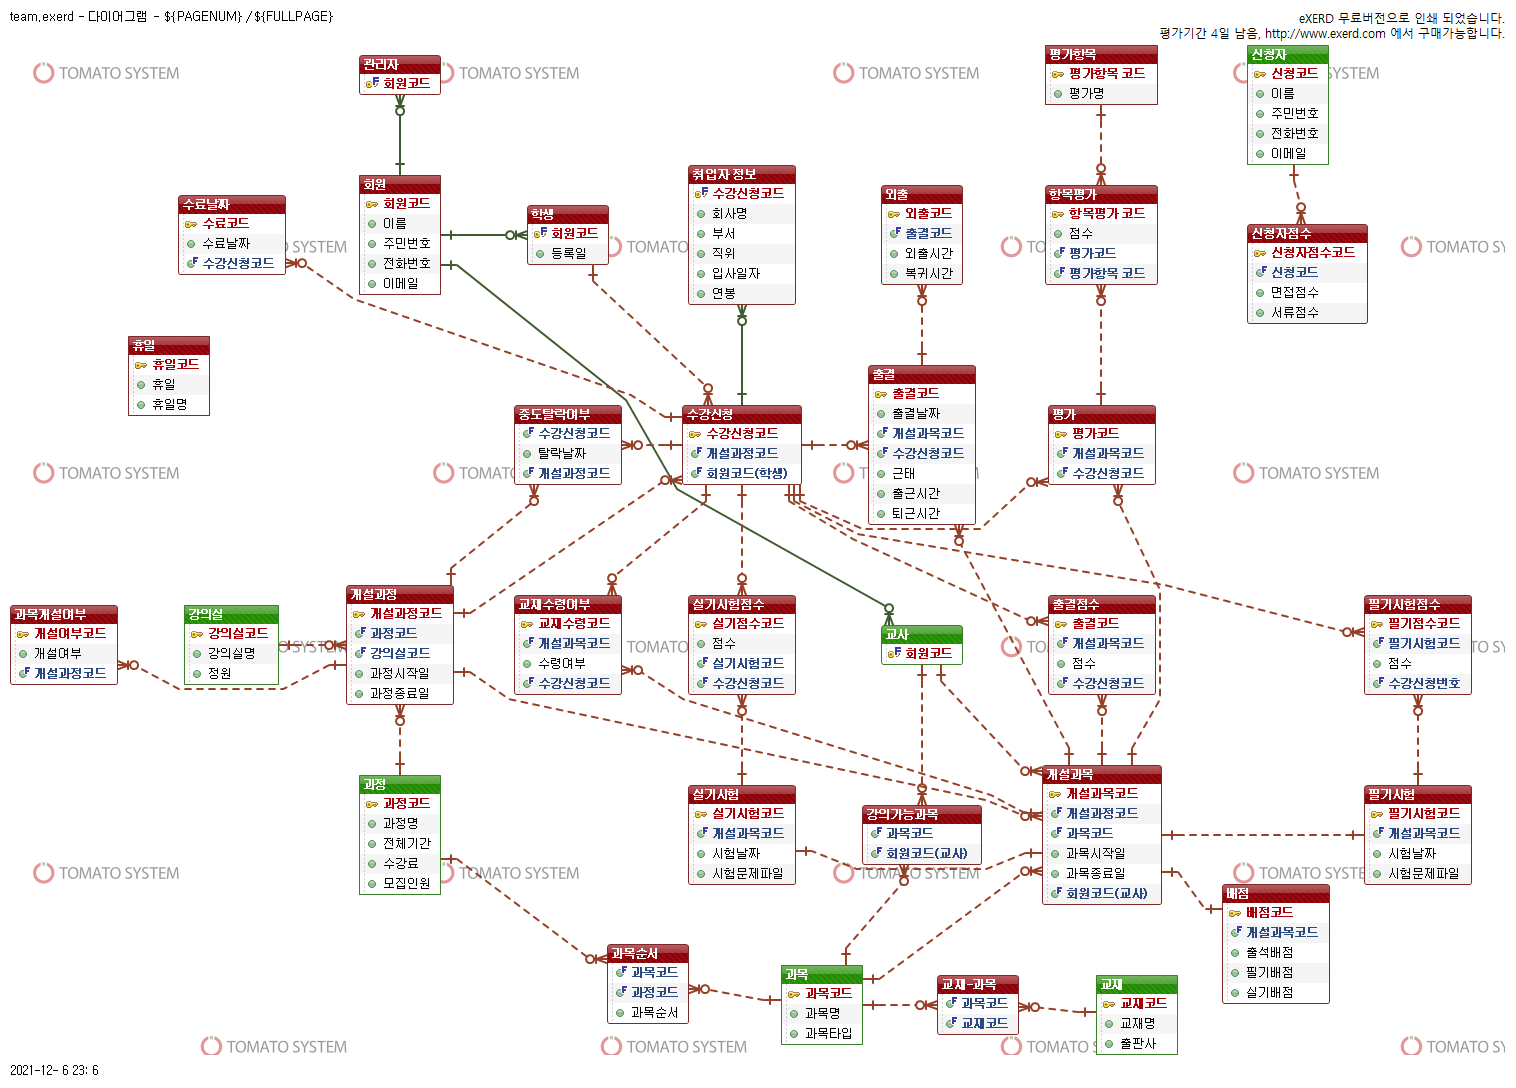 team.exerd - 다이어그램 - ${PAGENUM} / ${FULLPAGE}
eXERD 무료버전으로 인쇄 되었습니다.
평가기간 4일 남음, http://www.exerd.com 에서 구매가능합니다.
TOMATO SYSTEM
TOMATO SYSTEM
TOMATO SYSTEM
SYSTEM
관리자
회원코드
평가항목
평가항목 코드
평가명
신청자
신청코드
이름
주민번호
전화번호
이메일
수료날짜
수료코드
수료날짜
수강신청코드
회원
회원코드
이름
주민번호
전화번호
이메일
학생
회원코드
등록일
취업자 정보
수강신청코드
회사명
부서
직위
입사일자
연봉
외출
외출코드
출결코드
외출시간
복귀시간
항목평가
항목평가 코드
점수
평가코드
평가항목 코드
신청자점수
신청자점수코드
신청코드
면접점수
서류점수
SYSTEM
TOMATO
TOMATO SY
휴일
휴일코드
휴일
휴일명
중도탈락여부
수강신청코드
탈락날짜
개설과정코드
수강신청
수강신청코드
개설과정코드
회원코드(학생)
출결
출결코드
출결날짜
개설과목코드
수강신청코드
근태
출근시간
퇴근시간
평가
평가코드
개설과목코드
수강신청코드
TOMATO SYSTEM
TOMATO
TOMATO SYSTEM
과목개설여부
개설여부코드
개설여부
개설과정코드
강의실
강의실코드
강의실명
정원
개설과정
개설과정코드
과정코드
강의실코드
과정시작일
과정종료일
교재수령여부
교재수령코드
개설과목코드
수령여부
수강신청코드
실기시험점수
실기점수코드
점수
실기시험코드
수강신청코드
교사
회원코드
출결점수
출결코드
개설과목코드
점수
수강신청코드
필기시험점수
필기점수코드
필기시험코드
점수
수강신청번호
SYSTEM
과정
과정코드
과정명
전체기간
수강료
모집인원
실기시험
실기시험코드
개설과목코드
시험날짜
시험문제파일
강의가능과목
과목코드
회원코드(교사)
개설과목
개설과목코드
개설과정코드
과목코드
과목시작일
과목종료일
회원코드(교사)
필기시험
필기시험코드
개설과목코드
시험날짜
시험문제파일
TOMATO SYSTEM
TOMATO SYSTEM
TOMATO SYSTEM
TOMATO SYSTEM
배점
배점코드
개설과목코드
출석배점
필기배점
실기배점
과목순서
과목코드
과정코드
과목순서
과목
과목코드
과목명
과목타입
교재-과목
과목코드
교재코드
교재
교재코드
교재명
출판사
TOMATO SYSTEM
TOMATO SYSTEM
TOMATO S
TOMATO SY
2021-12- 6 23: 6